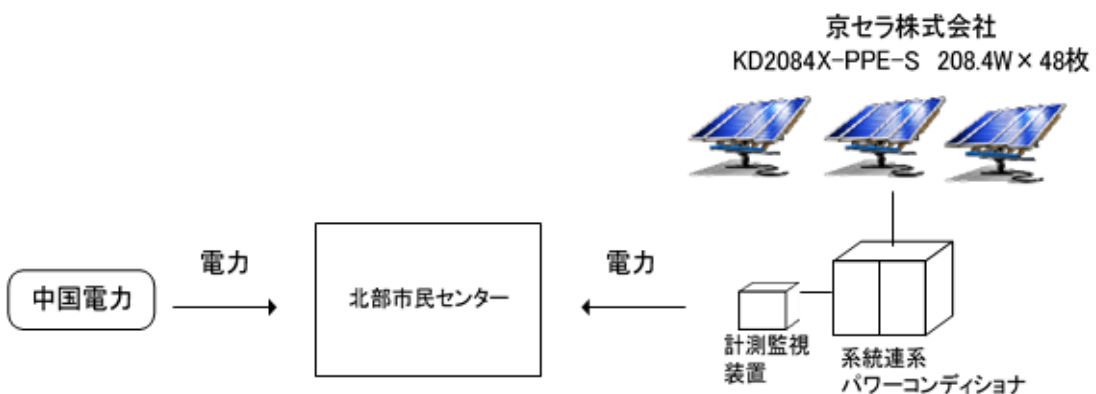 京セラ株式会社
KD2084X-PPE-S 208.4W×48枚
電力
電力
中国電力
北部市民センター
計測監視
装置
系統連系
パワーコンディショナ